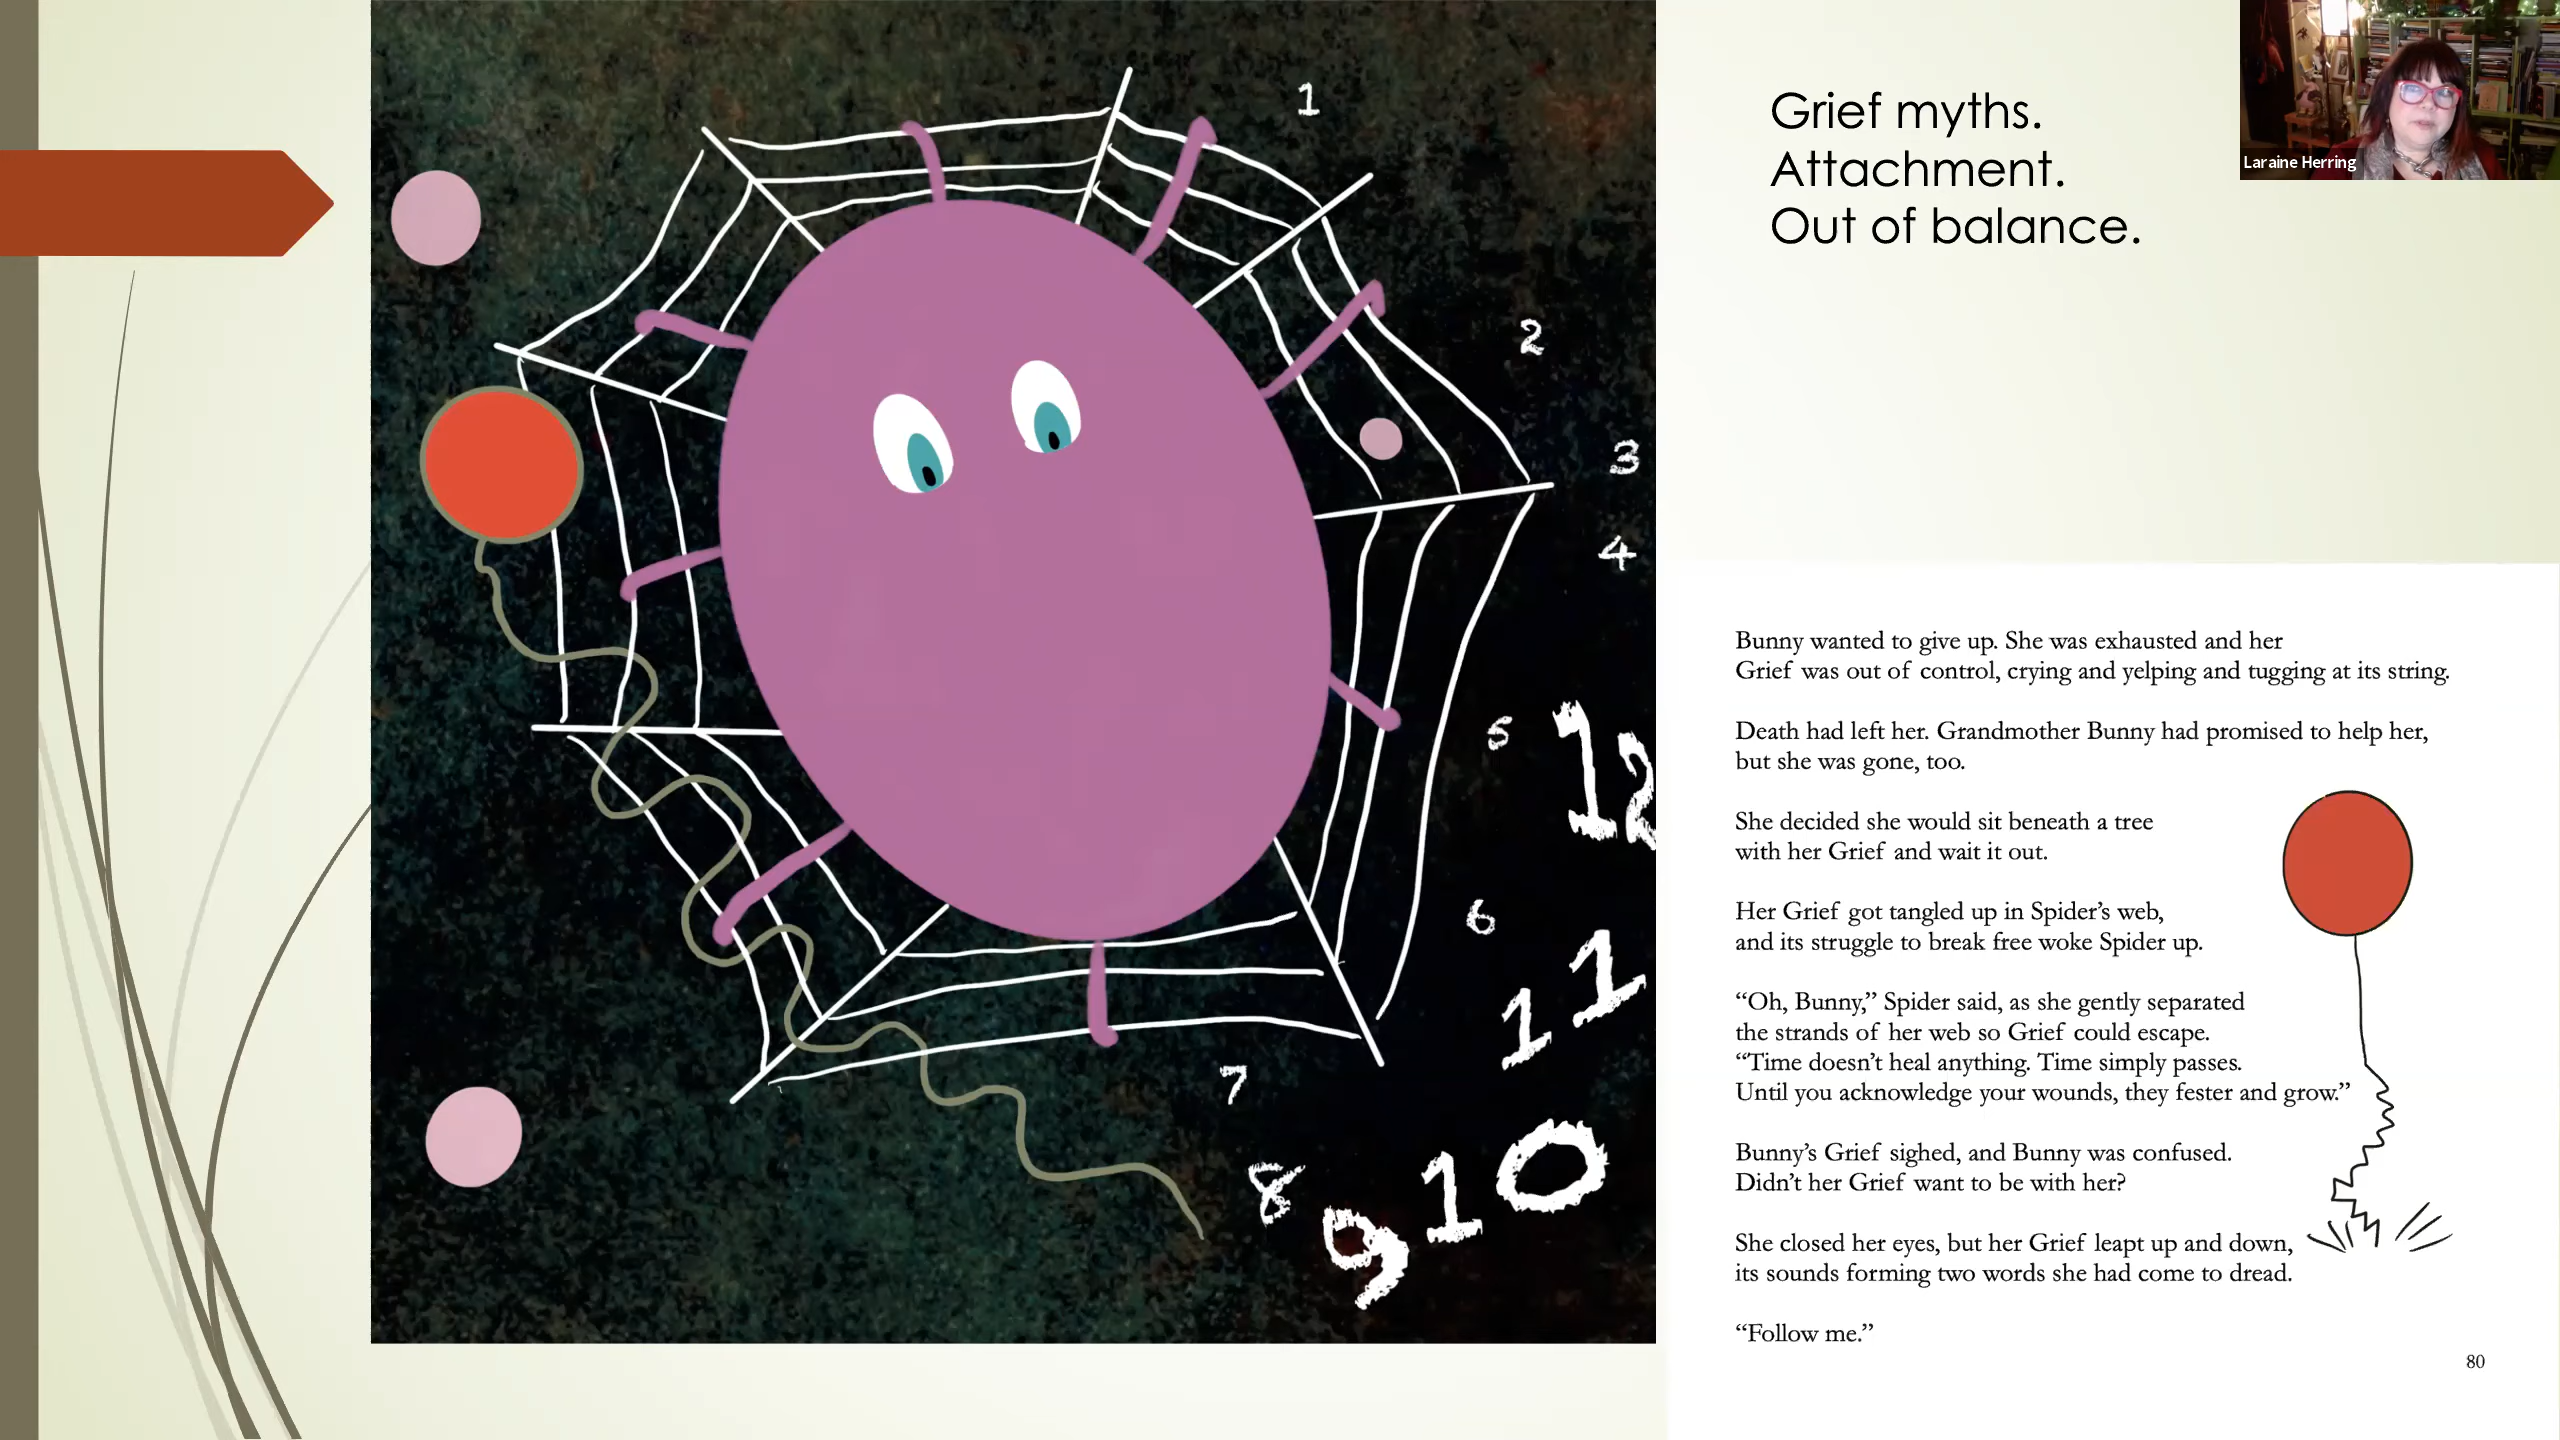 Grief myths.
Attachment.
Out of balance.
Laraine Herring
1
2
3
4
5
6
7
8
9
10
11
12
Bunny wanted to give up. She was exhausted and her
Grief was out of control, crying and yelping and tugging at its string.
Death had left her. Grandmother Bunny had promised to help her,
but she was gone, too.
She decided she would sit beneath a tree
with her Grief and wait it out.
Her Grief got tangled up in Spider’s web,
and its struggle to break free woke Spider up.
“Oh, Bunny,” Spider said, as she gently separated
the strands of her web so Grief could escape.
“Time doesn’t heal anything. Time simply passes.
Until you acknowledge your wounds, they fester and grow.”
Bunny’s Grief sighed, and Bunny was confused.
Didn’t her Grief want to be with her?
She closed her eyes, but her Grief leapt up and down,
its sounds forming two words she had come to dread.
“Follow me.”
80